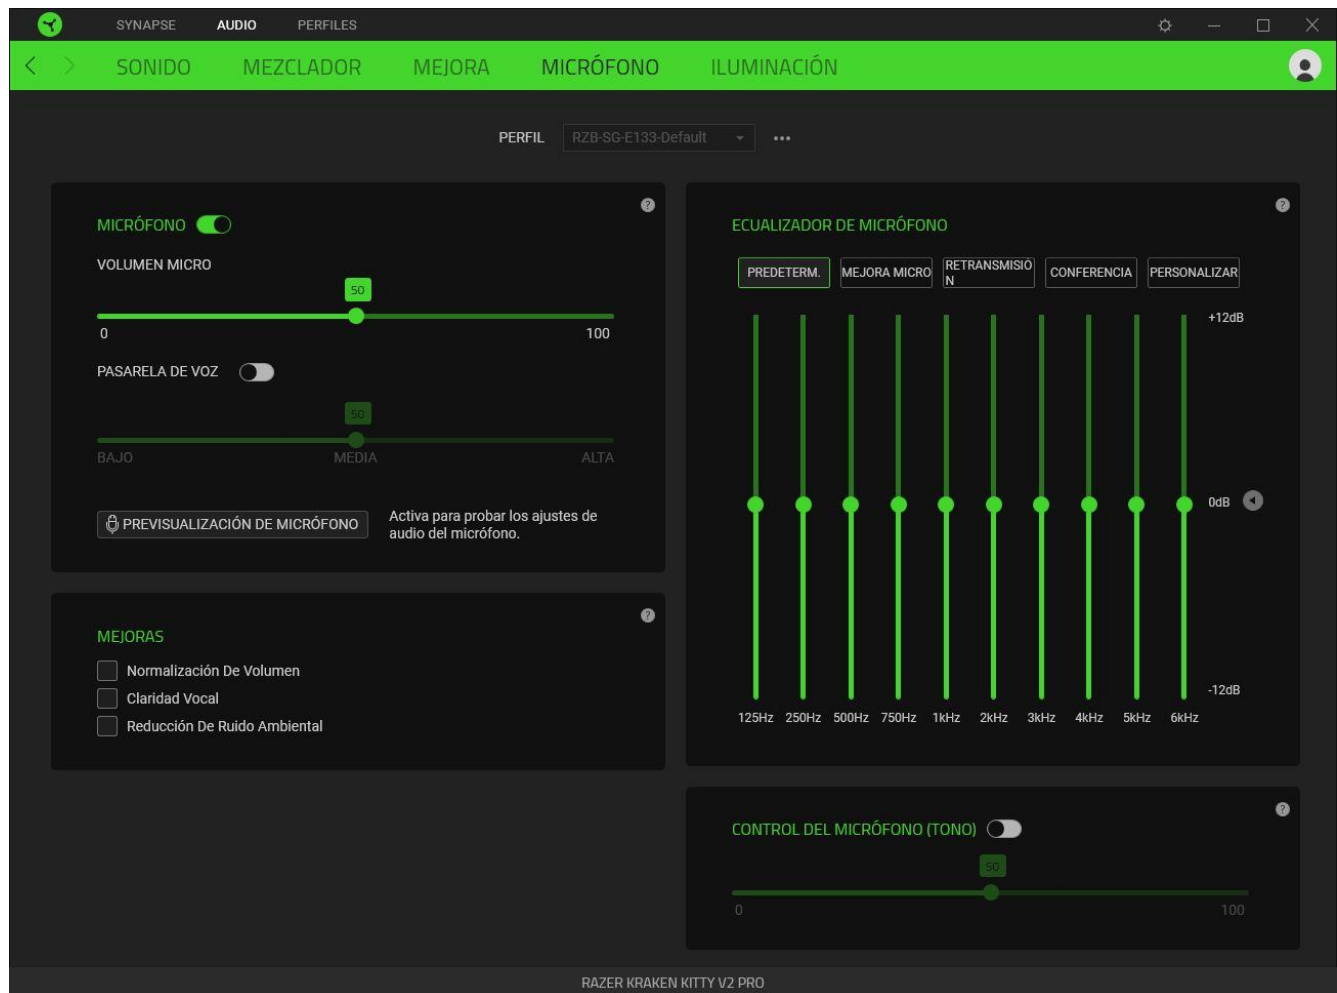 SYNAPSE AUDIO PERFILES
SONIDO MEZCLADOR MEJORA MICRÓFONO ILUMINACIÓN
PERFIL RZB-SG-E133-Default
MICRÓFONO
VOLUMEN MICRO
50
0 100
PASARELA DE VOZ
50
BAJO MEDIA ALTA
PREVISUALIZACIÓN DE MICRÓFONO
Activa para probar los ajustes de
audio del micrófono.
MEJORAS
Normalización De Volumen
Claridad Vocal
Reducción De Ruido Ambiental
ECUALIZADOR DE MICRÓFONO
PREDETERM. MEJORA MICRO RETRANSMISIÓ
N CONFERENCIA PERSONALIZAR
+12dB
0dB
-12dB
125Hz 250Hz 500Hz 750Hz 1kHz 2kHz 3kHz 4kHz 5kHz 6kHz
CONTROL DEL MICRÓFONO (TONO)
50
0 100
RAZER KRAKEN KITTY V2 PRO